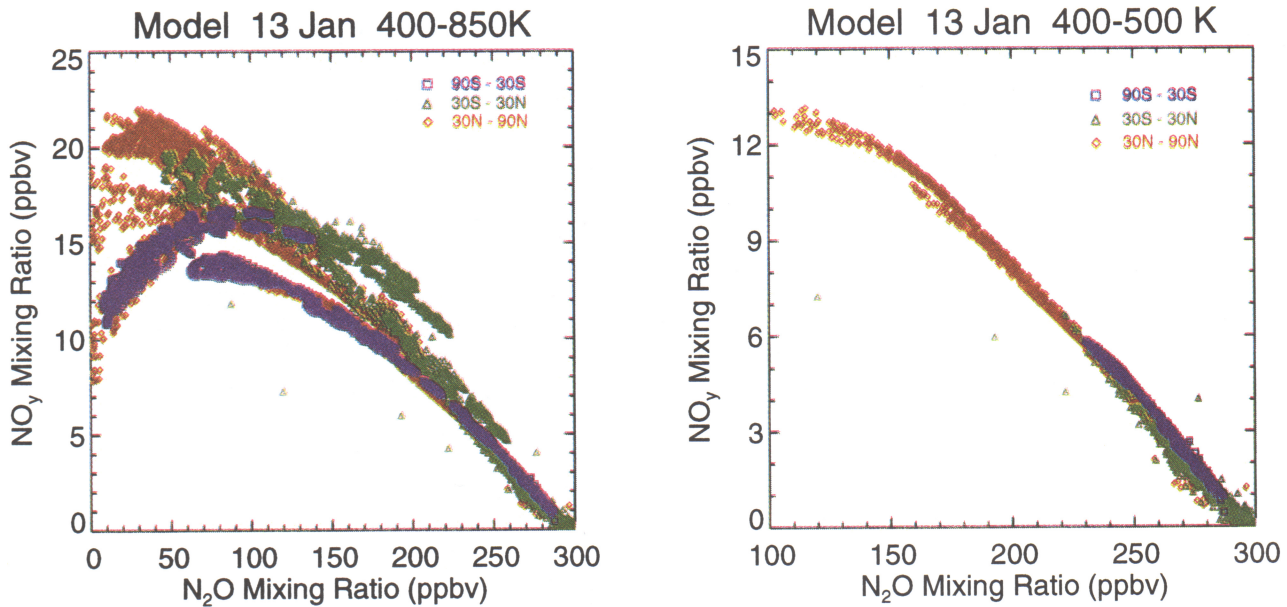 Model 13 Jan 400-850K
25
20
15
10
5
0
NOy Mixing Ratio (ppbv)
90S - 30S
30S - 30N
30N - 90N
0 50 100 150 200 250 300
N2O Mixing Ratio (ppbv)
Model 13 Jan 400-500 K
15
12
9
6
3
0
NOy Mixing Ratio (ppbv)
90S - 30S
30S - 30N
30N - 90N
100 150 200 250 300
N2O Mixing Ratio (ppbv)